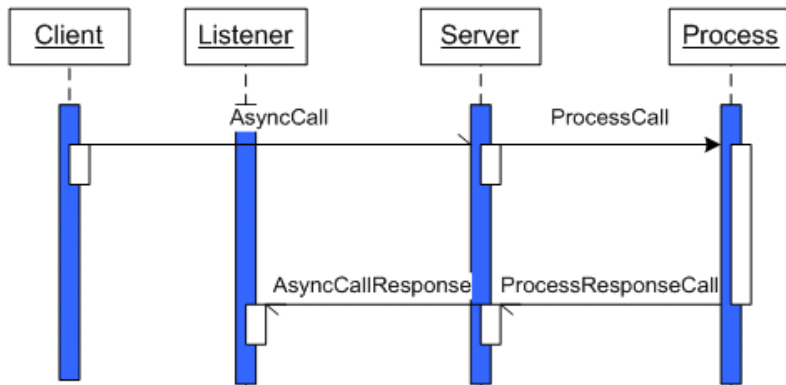 Client
Listener
Server
Process
AsyncCall
ProcessCall
AsyncCallResponse
ProcessResponseCall